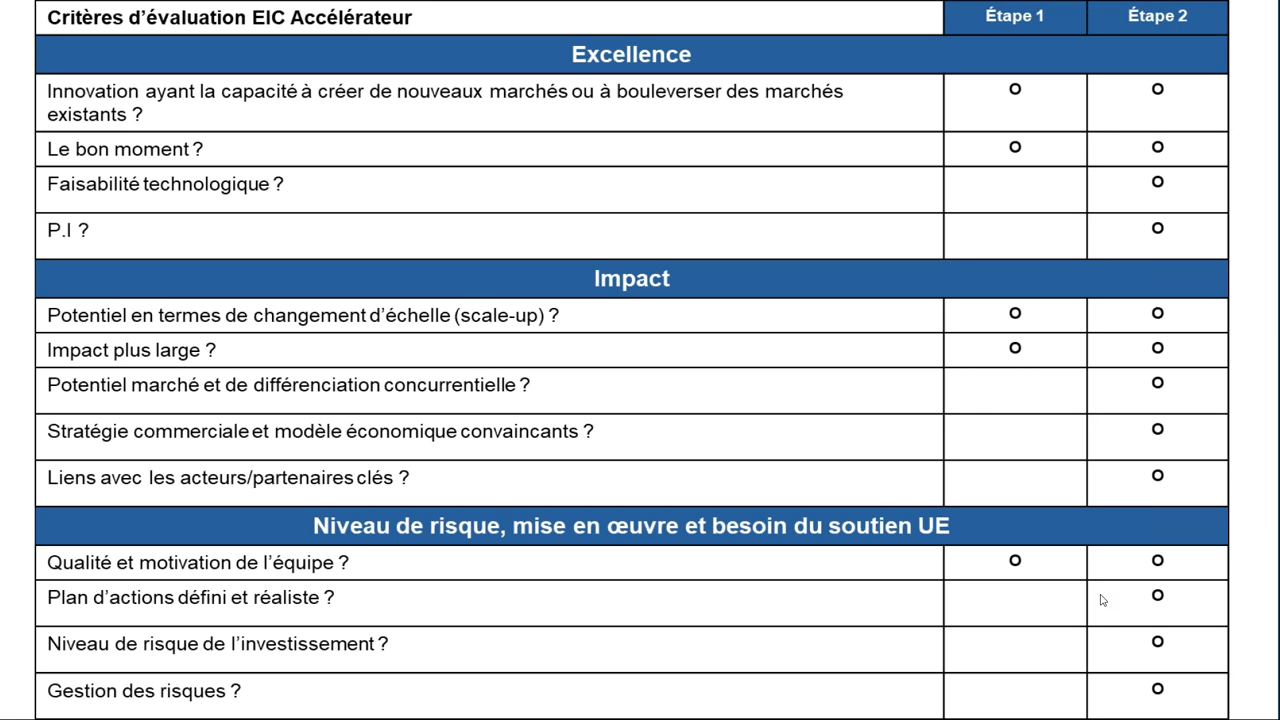 Critères d’évaluation EIC Accélérateur Étape 1 Étape 2
Excellence
Innovation ayant la capacité à créer de nouveaux marchés ou à bouleverser des marchés
existants ? O O
Le bon moment ? O O
Faisabilité technologique ? O
P.I ? O
Impact
Potentiel en termes de changement d’échelle (scale-up) ? O O
Impact plus large ? O O
Potentiel marché et de différenciation concurrentielle ? O
Stratégie commerciale et modèle économique convaincants ? O
Liens avec les acteurs/partenaires clés ? O
Niveau de risque, mise en œuvre et besoin du soutien UE
Qualité et motivation de l’équipe ? O O
Plan d’actions défini et réaliste ? O
Niveau de risque de l’investissement ? O
Gestion des risques ? O